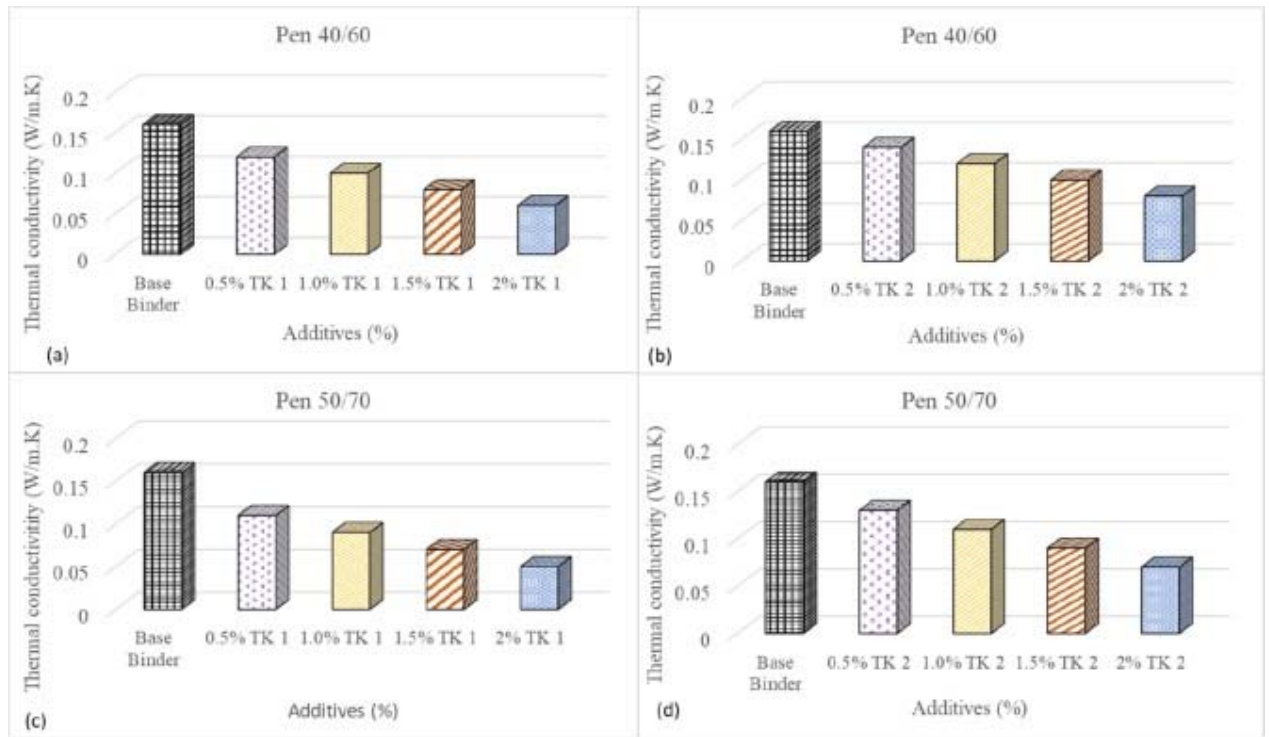 Pen 40/60
Thermal conductivity (W/m.K)
0.2
0.15
0.1
0.05
0
Base
Binder
0.5% TK 1
1.0% TK 1
1.5% TK 1
2% TK 1
Additives (%)
(a)
Pen 40/60
Thermal conductivity (W/m.K)
0.2
0.15
0.1
0.05
0
Base
Binder
0.5% TK 2
1.0% TK 2
1.5% TK 2
2% TK 2
Additives (%)
(b)
Pen 50/70
Thermal conductivitity (W/m.K)
0.2
0.15
0.1
0.05
0
Base
Binder
0.5% TK 1
1.0% TK 1
1.5% TK 1
2% TK 1
Additives (%)
(c)
Pen 50/70
Thermal conductivity (W/m.K)
0.2
0.15
0.1
0.05
0
Base
Binder
0.5% TK 2
1.0% TK 2
1.5% TK 2
2% TK 2
Additives (%)
(d)